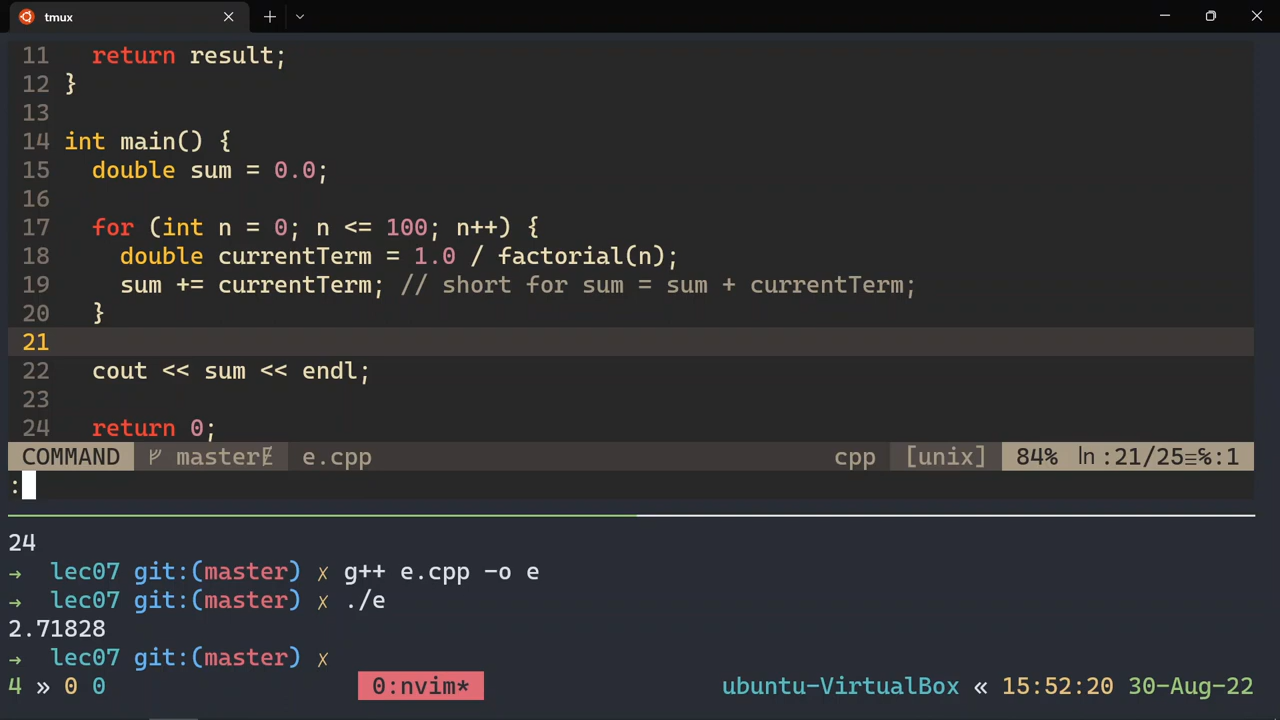 tmux
11 return result;
12 }
13
14 int main() {
15 double sum = 0.0;
16
17 for (int n = 0; n <= 100; n++) {
18 double currentTerm = 1.0 / factorial(n);
19 sum += currentTerm; // short for sum = sum + currentTerm;
20 }
21
22 cout << sum << endl;
23
24 return 0;
COMMAND master e.cpp cpp [unix] 84% ln :21/25≡℅:1
:
24
→ lec07 git:(master) ✗ g++ e.cpp -o e
→ lec07 git:(master) ✗ ./e
2.71828
→ lec07 git:(master) ✗
4 » 0 0 0:nvim* ubuntu-VirtualBox « 15:52:20 30-Aug-22